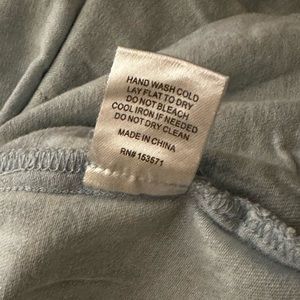 HAND WASH COLD
LAY FLAT TO DRY
DO NOT BLEACH
COOL IRON IF NEEDED
DO NOT DRY CLEAN
MADE IN CHINA
RN# 153671